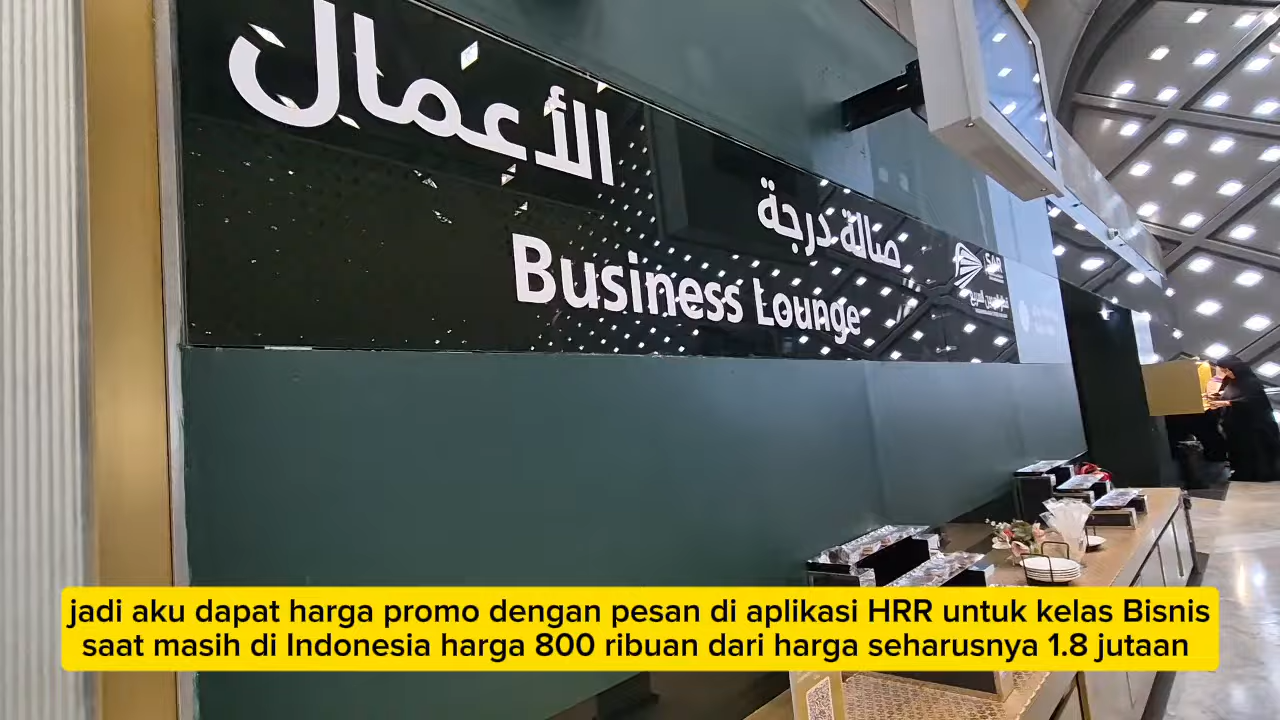 صالة درجة
الأعمال
Business Lounge
SAR
jadi aku dapat harga promo dengan pesan di aplikasi HRR untuk kelas Bisnis
saat masih di Indonesia harga 800 ribuan dari harga seharusnya 1.8 jutaan